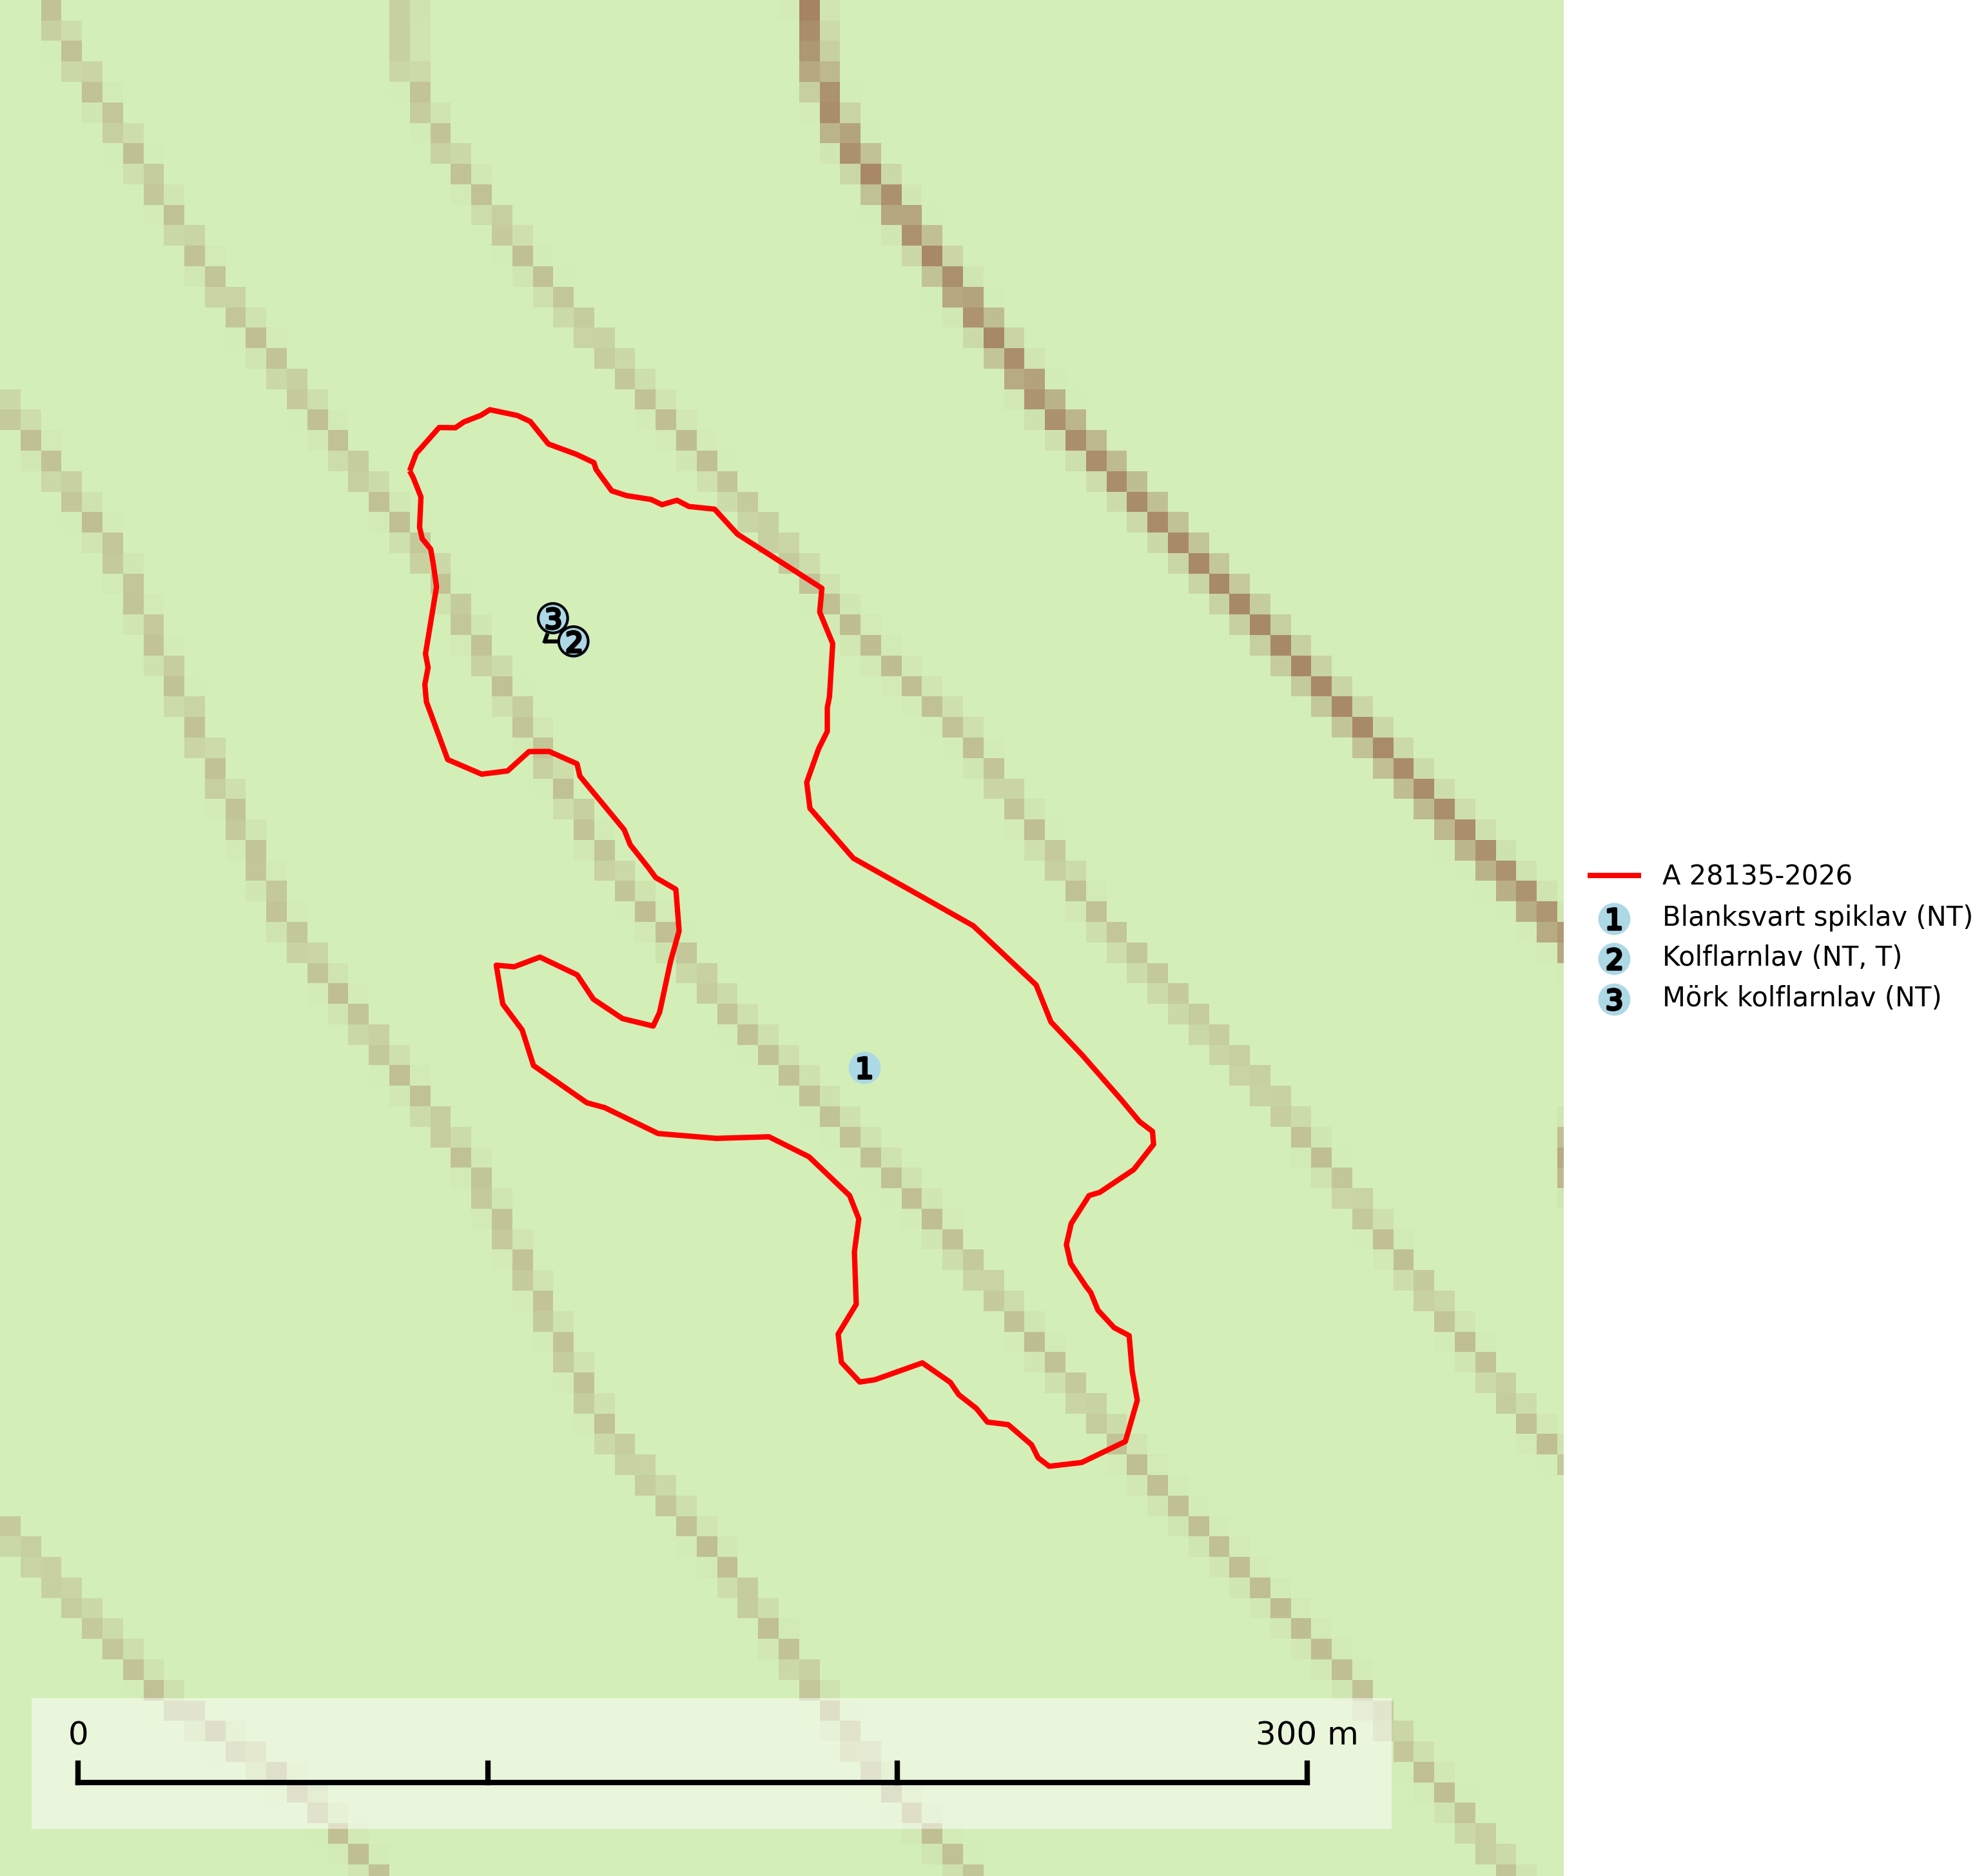 3
2
1
A 28135-2026
1 Blanksvart spiklav (NT)
2 Kolflarnlav (NT, T)
3 Mörk kolflarnlav (NT)
0 300 m